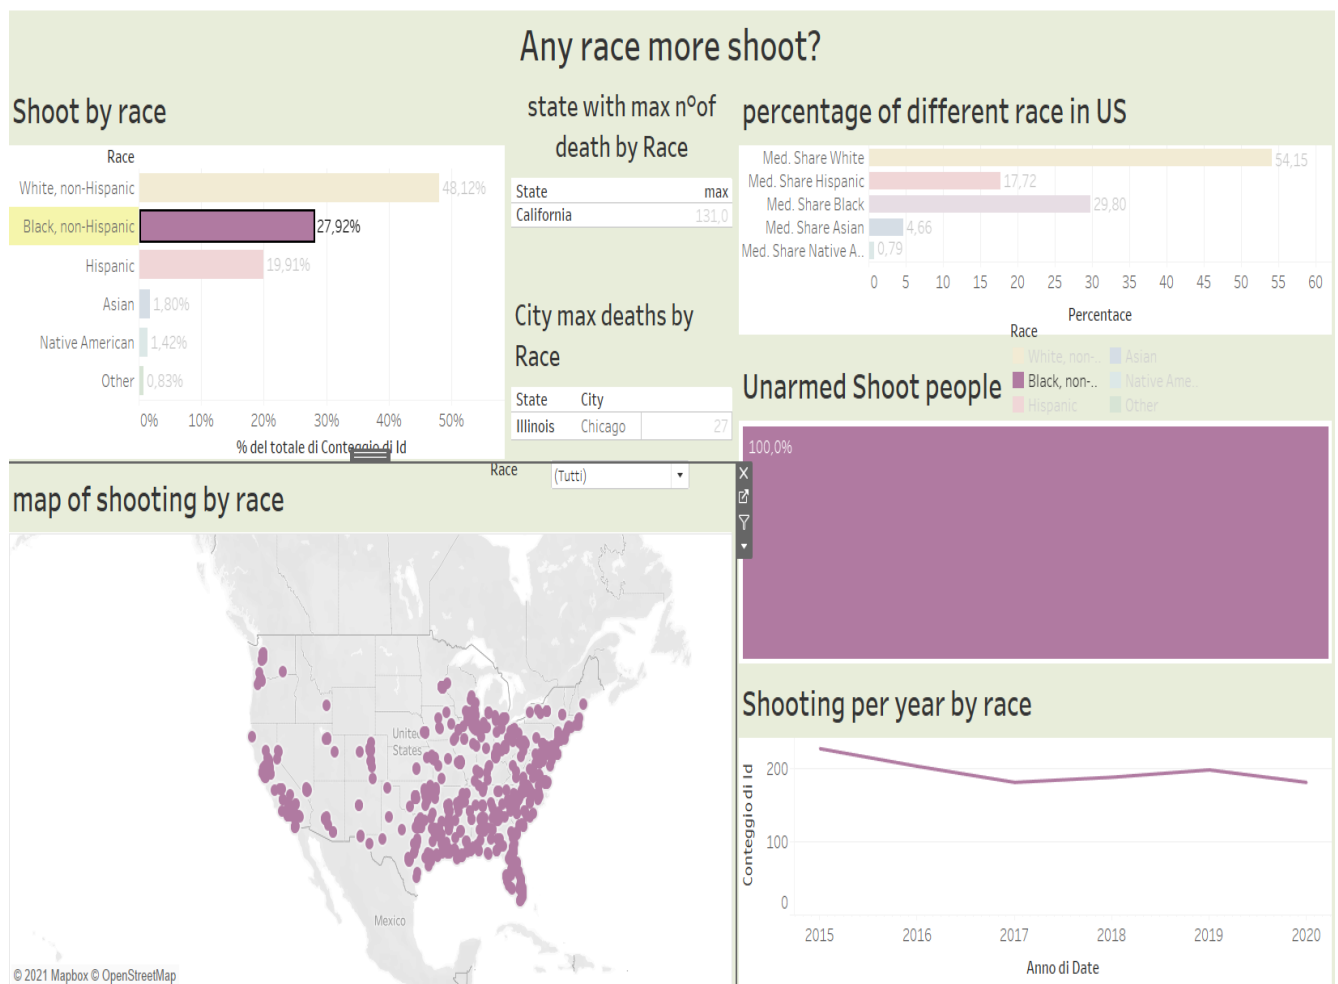 Any race more shoot?
Shoot by race
Race
White, non-Hispanic
48,12%
Black, non-Hispanic
27,92%
Hispanic
19,91%
Asian
1,80%
Native American
1,42%
Other
0,83%
0% 10% 20% 30% 40% 50%
% del totale di Conteggio di Id
state with max n°of
death by Race
State max
California 131,0
City max deaths by
Race
State City
Illinois Chicago 27
percentage of different race in US
Med. Share White 54,15
Med. Share Hispanic 17,72
Med. Share Black 29,80
Med. Share Asian 4,66
Med. Share Native A.. 0,79
0 5 10 15 20 25 30 35 40 45 50 55 60
Percentace
Race
White, non-.. Asian
Black, non-.. Native Ame..
Hispanic Other
Unarmed Shoot people
100,0%
Race (Tutti)
map of shooting by race
United
States
Mexico
© 2021 Mapbox © OpenStreetMap
Shooting per year by race
Conteggio di Id
200
100
0
2015 2016 2017 2018 2019 2020
Anno di Date